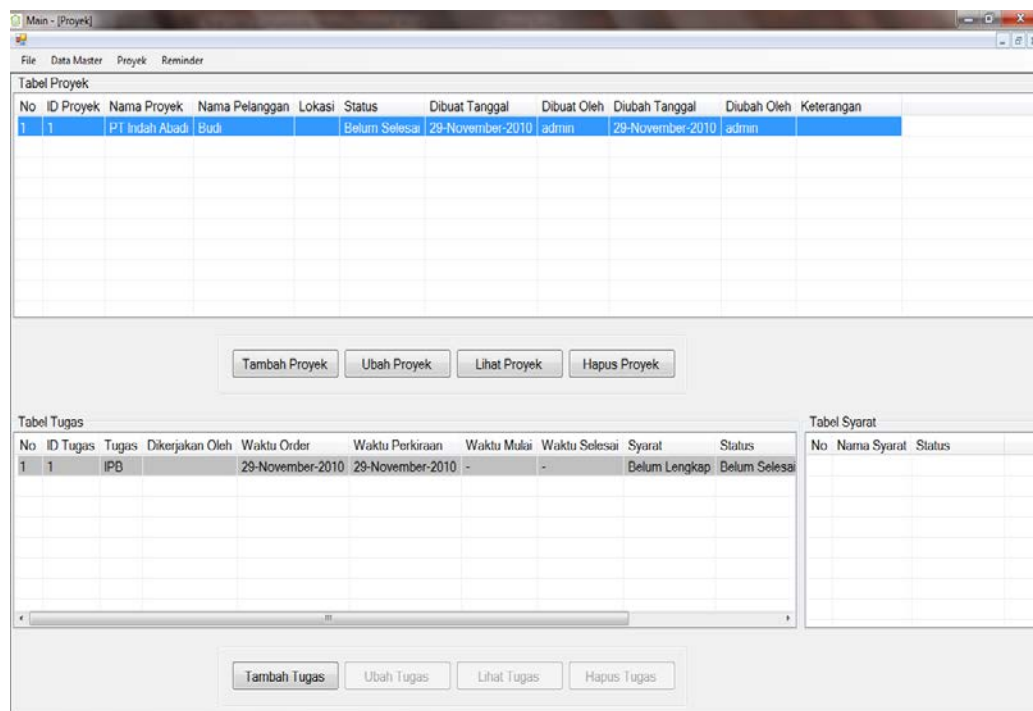 Main - [Proyek]
File Data Master Proyek Reminder
Tabel Proyek
No ID Proyek Nama Proyek Nama Pelanggan Lokasi Status Dibuat Tanggal Dibuat Oleh Diubah Tanggal Diubah Oleh Keterangan
1 1 PT Indah Abadi Budi Belum Selesai 29-November-2010 admin 29-November-2010 admin
Tambah Proyek Ubah Proyek Lihat Proyek Hapus Proyek
Tabel Tugas Tabel Syarat
No ID Tugas Tugas Dikerjakan Oleh Waktu Order Waktu Perkiraan Waktu Mulai Waktu Selesai Syarat Status No Nama Syarat Status
1 1 IPB 29-November-2010 29-November-2010 - - Belum Lengkap Belum Selesai
Tambah Tugas Ubah Tugas Lihat Tugas Hapus Tugas